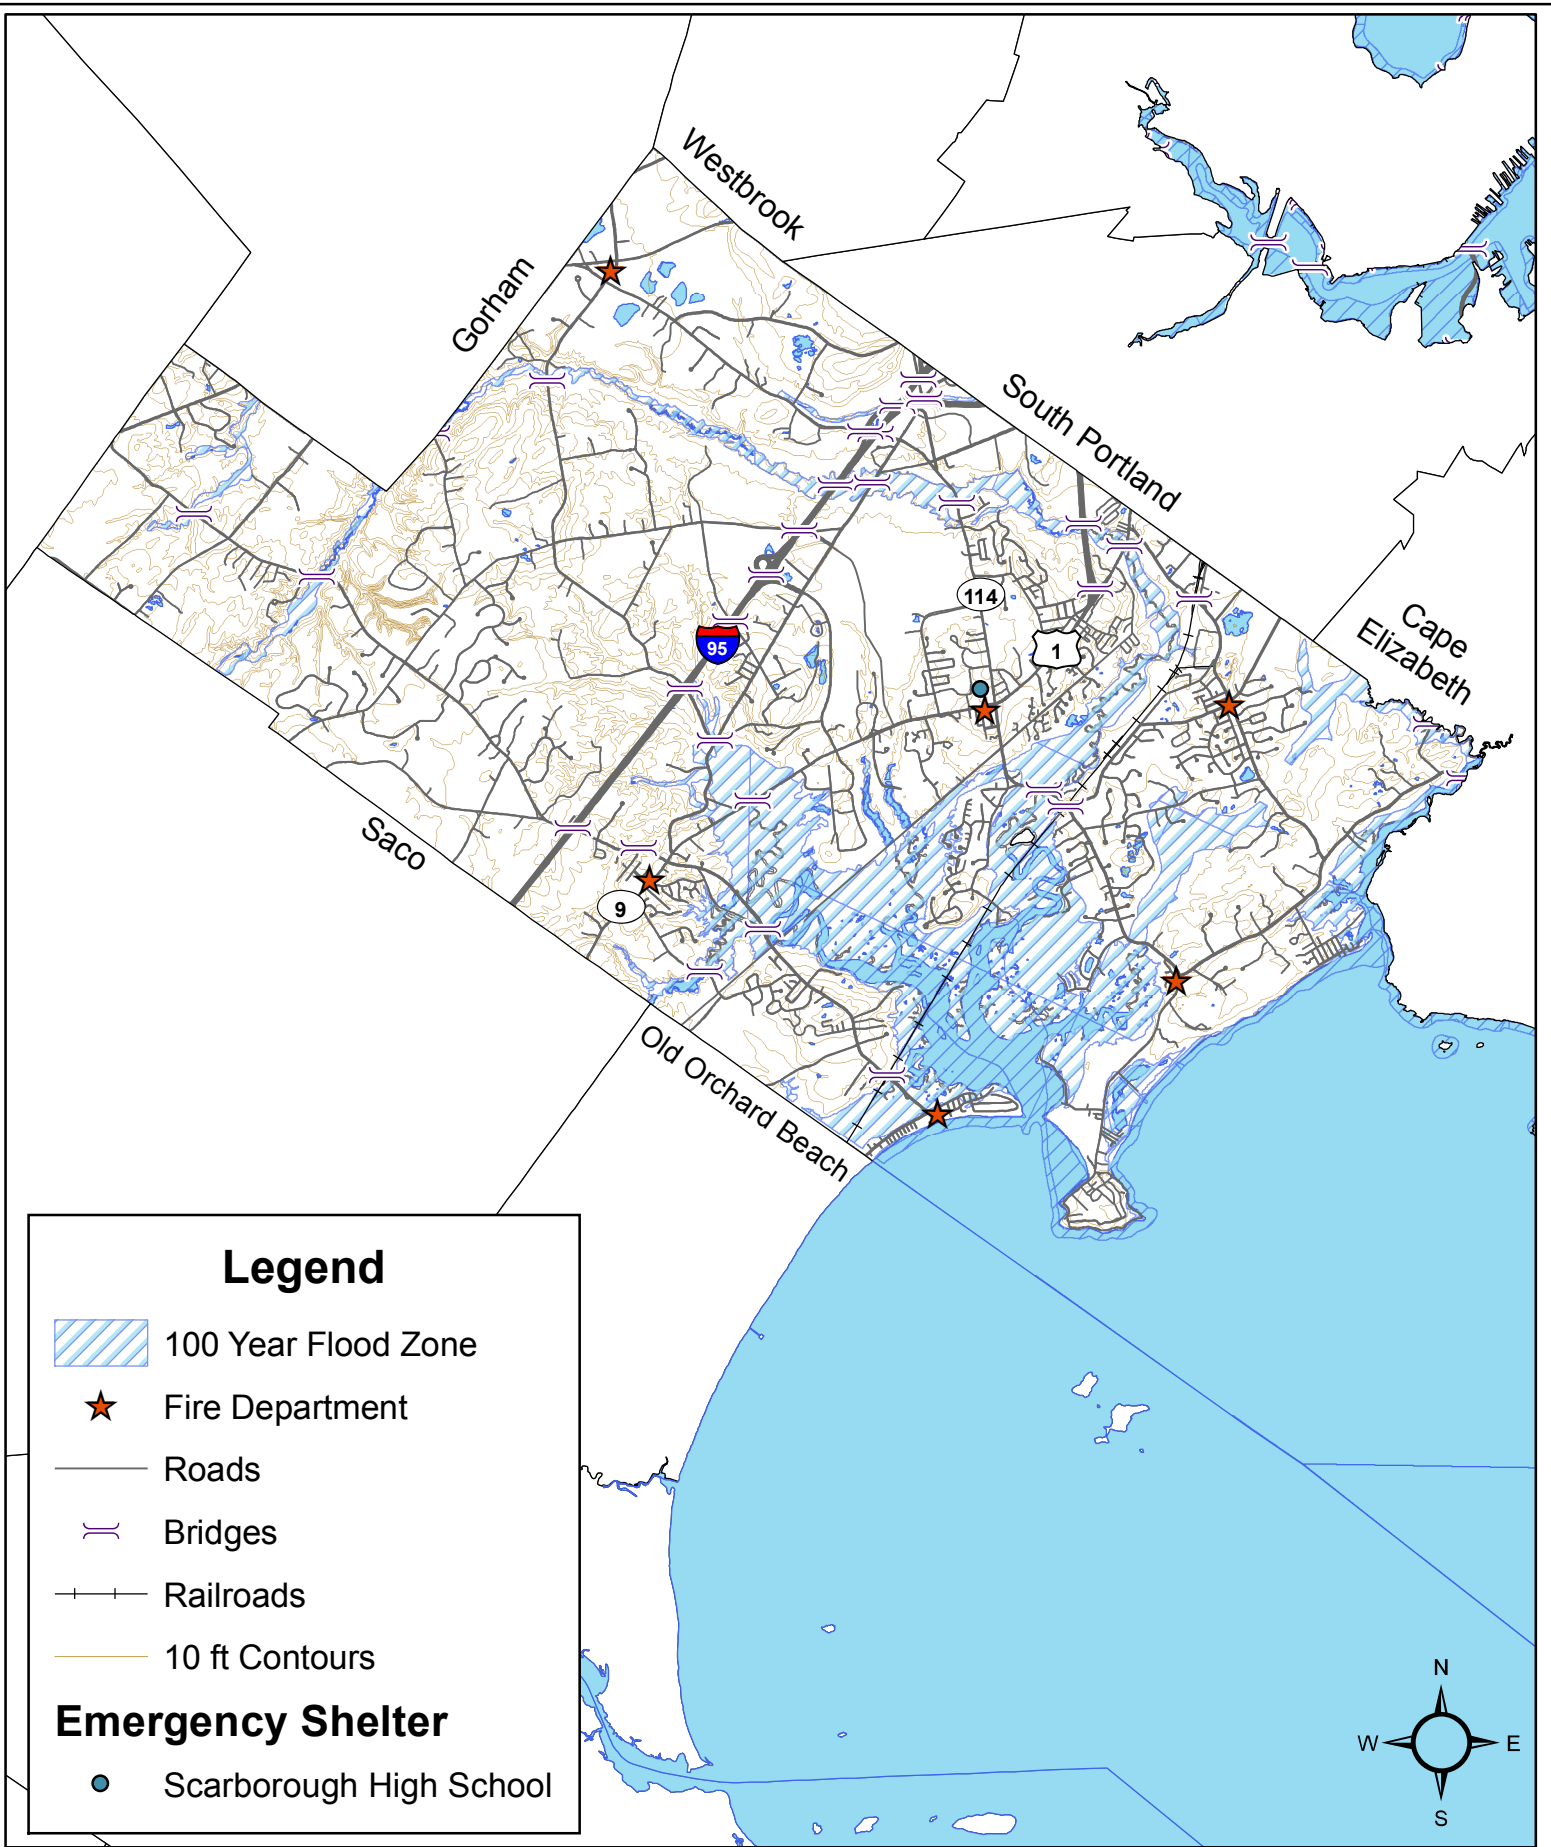 Westbrook
Gorham
South Portland
114
1
95
Cape
Elizabeth
Saco
9
Old Orchard Beach
Legend
100 Year Flood Zone
Fire Department
Roads
Bridges
Railroads
10 ft Contours
Emergency Shelter
Scarborough High School
N
W E
S